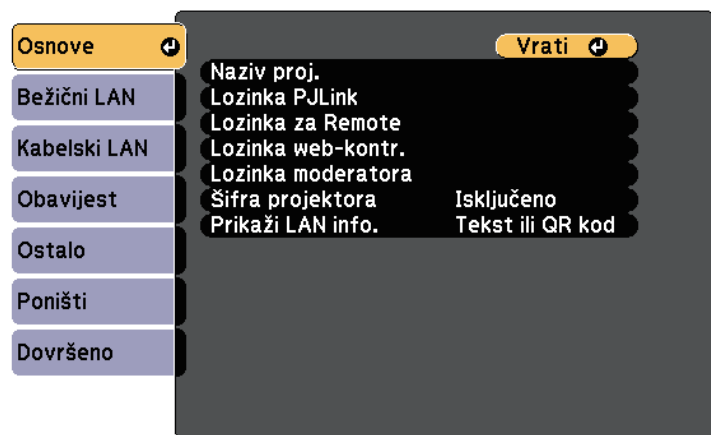 Osnove
Bežični LAN
Kabelski LAN
Obavijest
Ostalo
Poništi
Dovršeno
Vrati
Naziv proj.
Lozinka PJLink
Lozinka za Remote
Lozinka web-kontr.
Lozinka moderatora
Šifra projektora Isključeno
Prikaži LAN info. Tekst ili QR kod